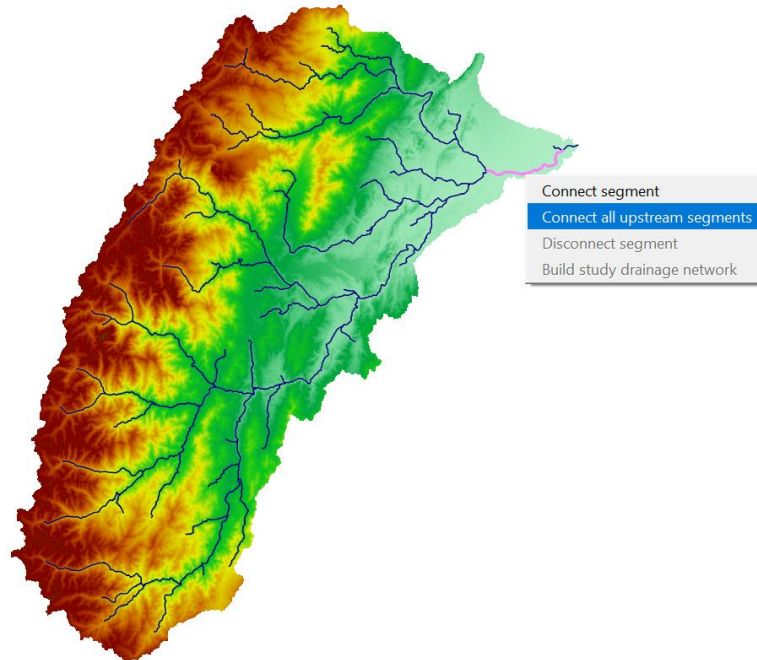 Connect segment
Connect all upstream segments
Disconnect segment
Build study drainage network